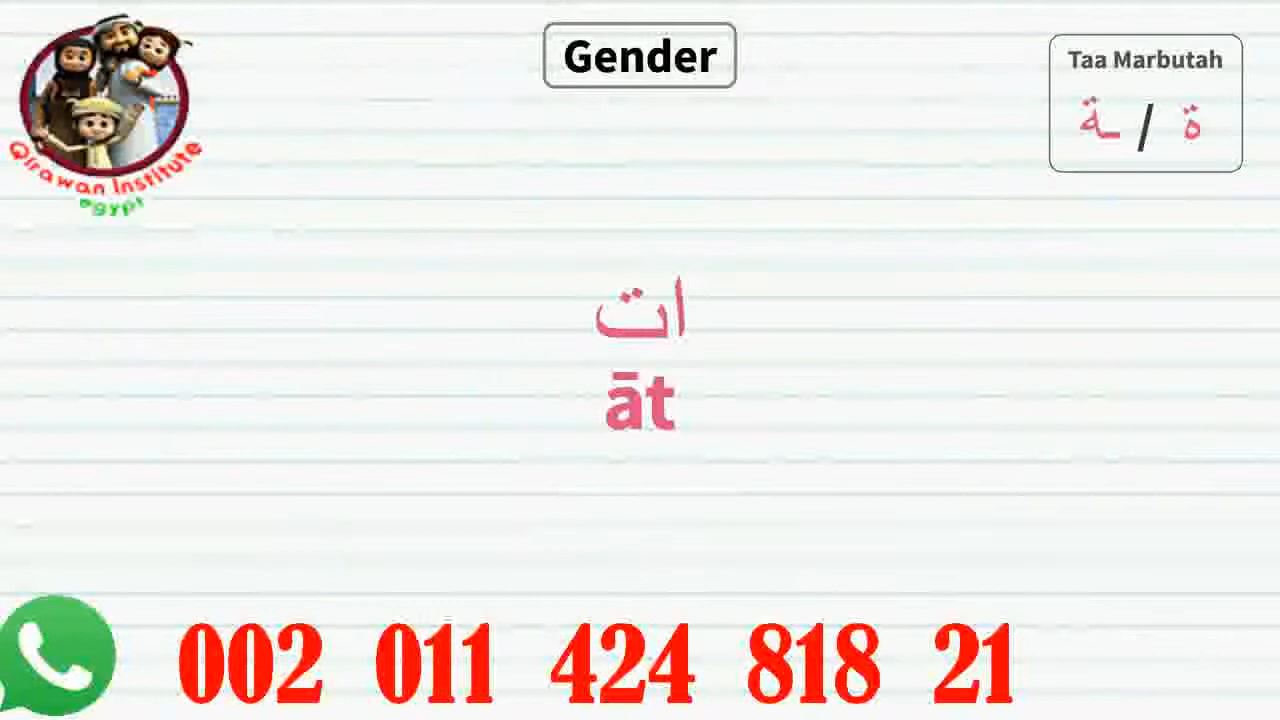 Gender
Taa Marbutah
ة / ـة
ات
āt
Qirawan Institute
egypt
002 011 424 818 21